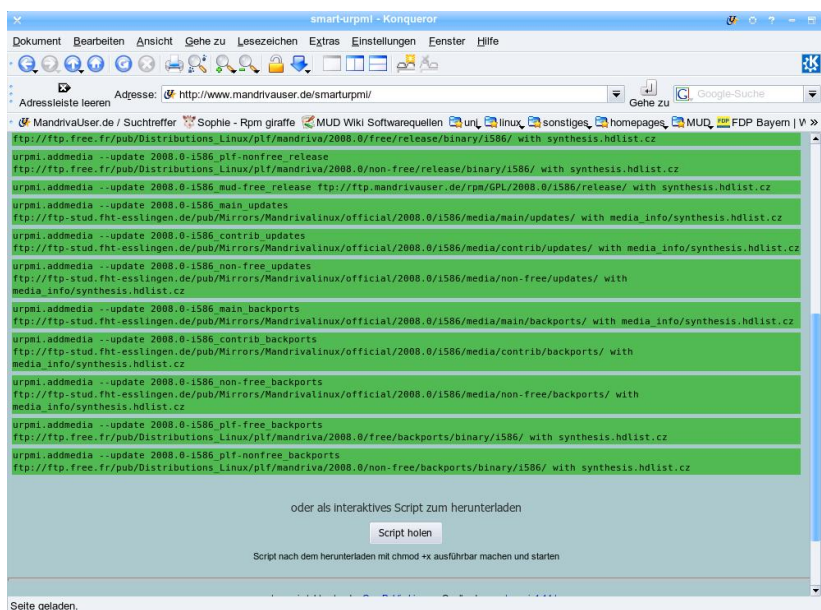 smart-urpmi - Konqueror
Dokument Bearbeiten Ansicht Gehe zu Lesezeichen Extras Einstellungen Fenster Hilfe
Adressleiste leeren Adresse: http://www.mandrivauser.de/smarturpmi/ Gehe zu Google-Suche
MandrivaUser.de / Suchtreffer Sophie - Rpm giraffe MUD Wiki Softwarequellen uni linux sonstiges homepages MUD FDP Bayern | W »
ftp://ftp.free.fr/pub/Distributions_Linux/plf/mandriva/2008.0/free/release/binary/i586/ with synthesis.hdlist.cz
urpmi.addmedia --update 2008.0-i586_plf-nonfree_release
ftp://ftp.free.fr/pub/Distributions_Linux/plf/mandriva/2008.0/non-free/release/binary/i586/ with synthesis.hdlist.cz
urpmi.addmedia --update 2008.0-i586_mud-free_release ftp://ftp.mandrivauser.de/rpm/GPL/2008.0/i586/release/ with synthesis.hdlist.cz
urpmi.addmedia --update 2008.0-i586_main_updates
ftp://ftp-stud.fht-esslingen.de/pub/Mirrors/Mandrivalinux/official/2008.0/i586/media/main/updates/ with media_info/synthesis.hdlist.cz
urpmi.addmedia --update 2008.0-i586_contrib_updates
ftp://ftp-stud.fht-esslingen.de/pub/Mirrors/Mandrivalinux/official/2008.0/i586/media/contrib/updates/ with media_info/synthesis.hdlist.cz
urpmi.addmedia --update 2008.0-i586_non-free_updates
ftp://ftp-stud.fht-esslingen.de/pub/Mirrors/Mandrivalinux/official/2008.0/i586/media/non-free/updates/ with
media_info/synthesis.hdlist.cz
urpmi.addmedia --update 2008.0-i586_main_backports
ftp://ftp-stud.fht-esslingen.de/pub/Mirrors/Mandrivalinux/official/2008.0/i586/media/main/backports/ with media_info/synthesis.hdlist.cz
urpmi.addmedia --update 2008.0-i586_contrib_backports
ftp://ftp-stud.fht-esslingen.de/pub/Mirrors/Mandrivalinux/official/2008.0/i586/media/contrib/backports/ with
media_info/synthesis.hdlist.cz
urpmi.addmedia --update 2008.0-i586_non-free_backports
ftp://ftp-stud.fht-esslingen.de/pub/Mirrors/Mandrivalinux/official/2008.0/i586/media/non-free/backports/ with
media_info/synthesis.hdlist.cz
urpmi.addmedia --update 2008.0-i586_plf-free_backports
ftp://ftp.free.fr/pub/Distributions_Linux/plf/mandriva/2008.0/free/backports/binary/i586/ with synthesis.hdlist.cz
urpmi.addmedia --update 2008.0-i586_plf-nonfree_backports
ftp://ftp.free.fr/pub/Distributions_Linux/plf/mandriva/2008.0/non-free/backports/binary/i586/ with synthesis.hdlist.cz
oder als interaktives Script zum herunterladen
Script holen
Script nach dem herunterladen mit chmod +x ausführbar machen und starten
Seite geladen.